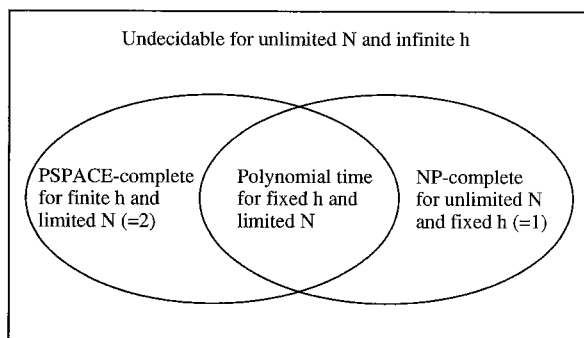 Undecidable for unlimited N and infinite h
PSPACE-complete
for finite h and
limited N (=2)
Polynomial time
for fixed h and
limited N
NP-complete
for unlimited N
and fixed h (=1)